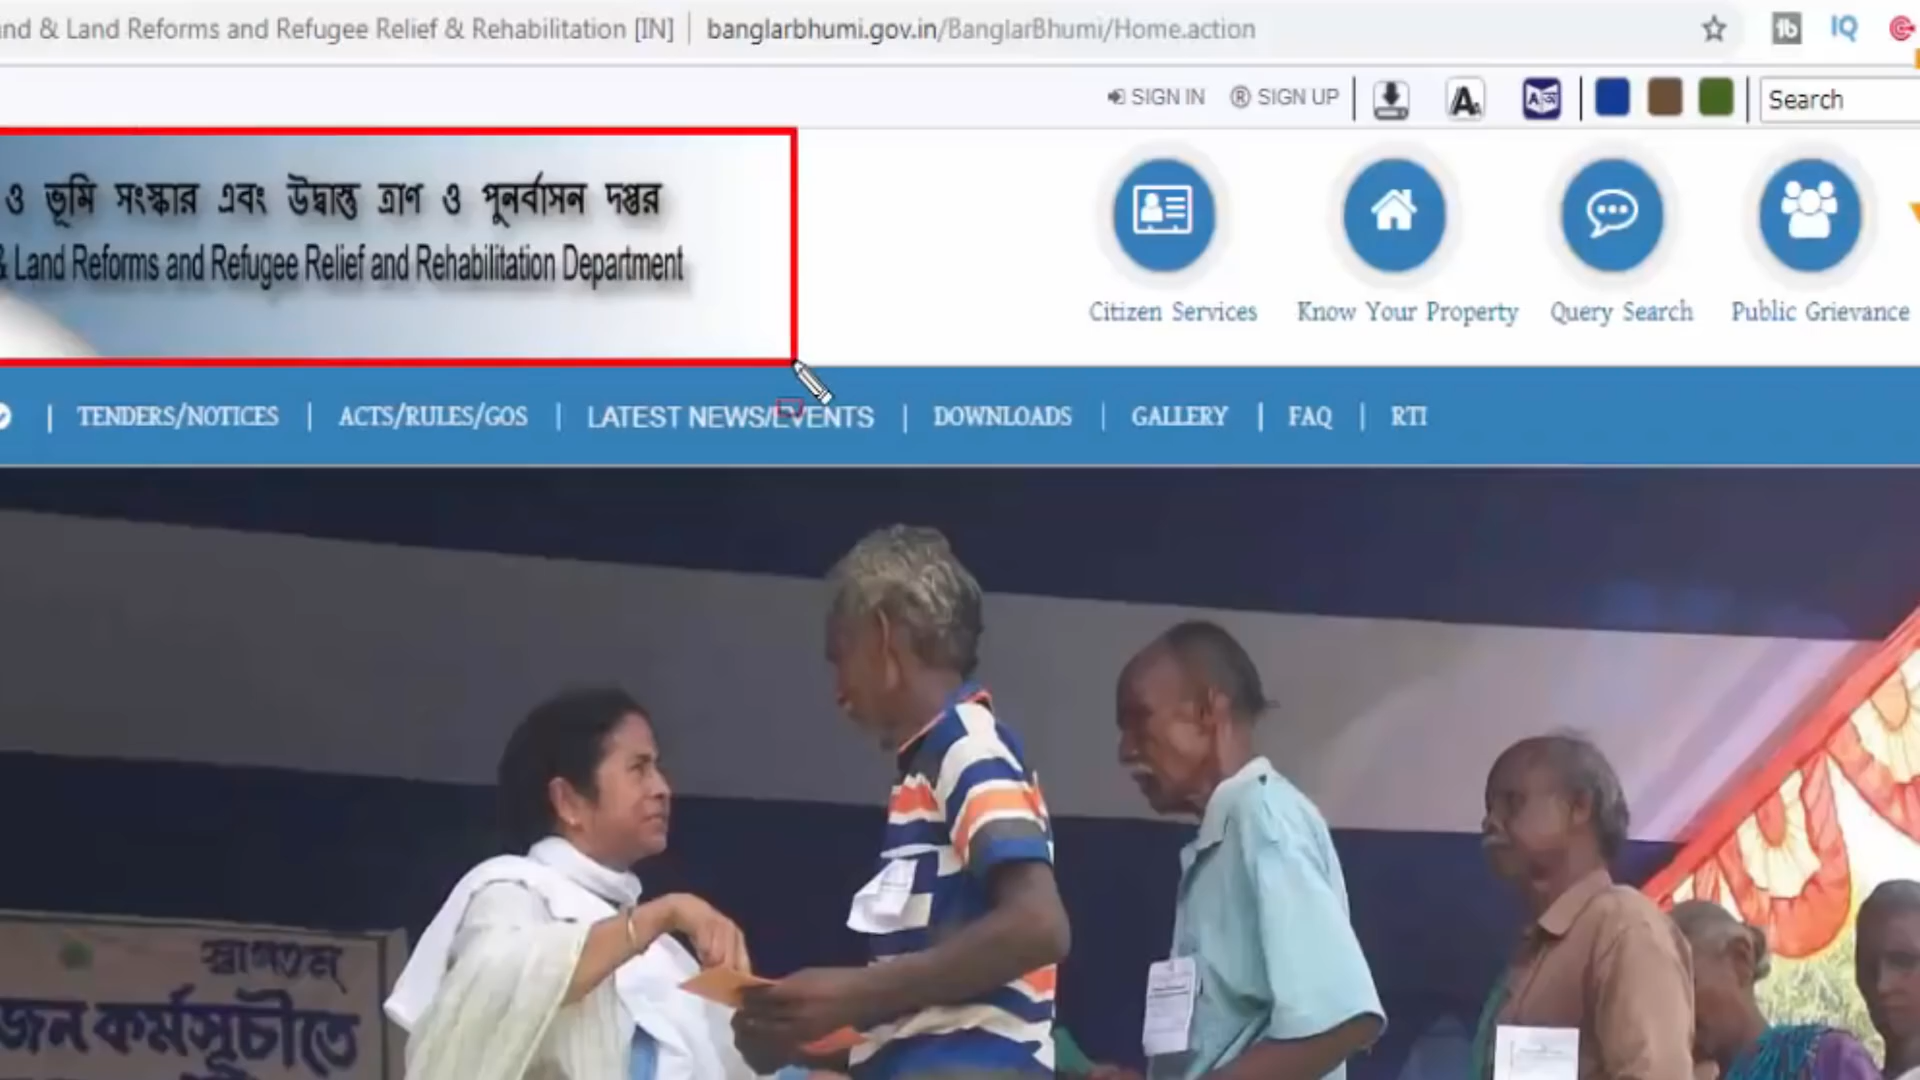 nd & Land Reforms and Refugee Relief & Rehabilitation [IN] | banglarbhumi.gov.in/BanglarBhumi/Home.action
SIGN IN SIGN UP Search
ও ভূমি সংস্কার এবং উদ্বাস্তু ত্রাণ ও পুনর্বাসন দপ্তর
& Land Reforms and Refugee Relief and Rehabilitation Department
Citizen Services Know Your Property Query Search Public Grievance
| TENDERS/NOTICES | ACTS/RULES/GOS | LATEST NEWS/EVENTS | DOWNLOADS | GALLERY | FAQ | RTI
স্বাগতম
জন কর্মসূচীতে